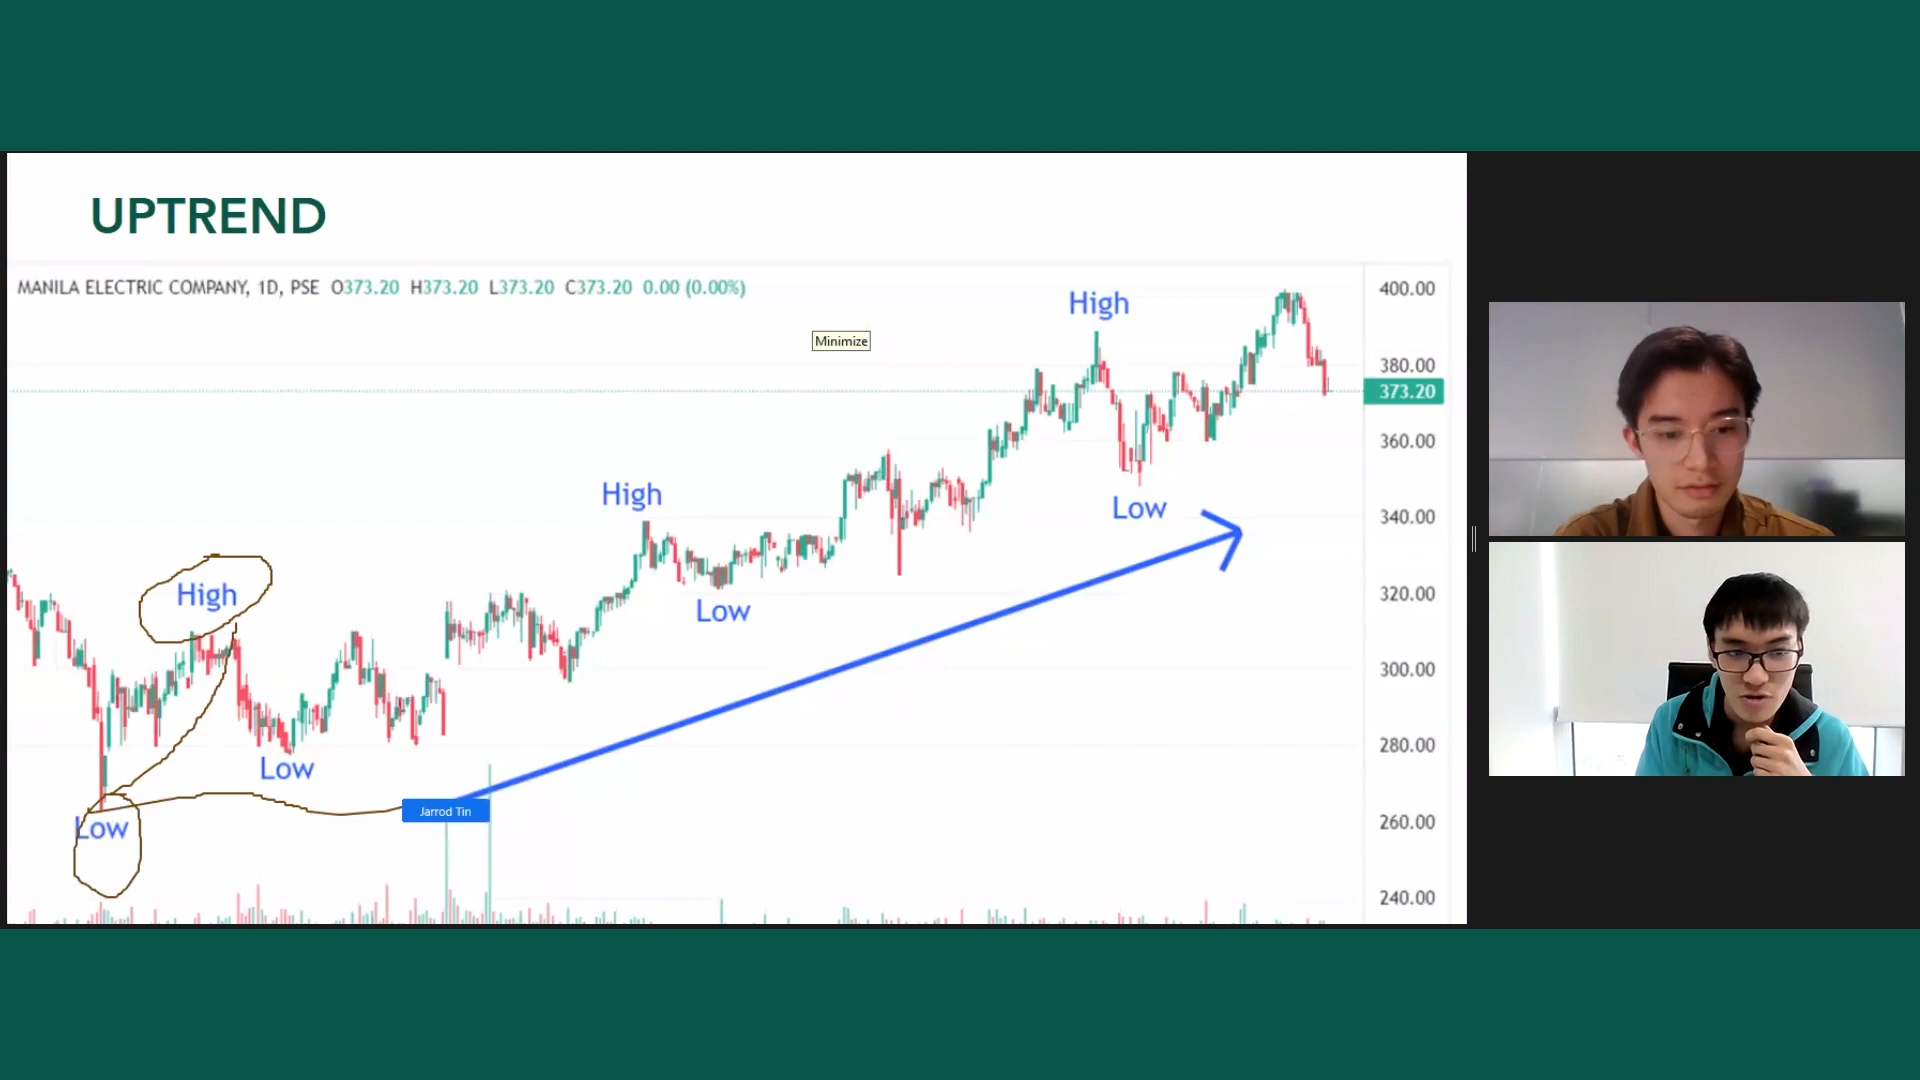 UPTREND
MANILA ELECTRIC COMPANY, 1D, PSE O373.20 H373.20 L373.20 C373.20 0.00 (0.00%)
400.00
High
Minimize
380.00
373.20
360.00
High
Low
340.00
High
Low
320.00
300.00
Low
280.00
Jarrod Tin
Low
260.00
240.00